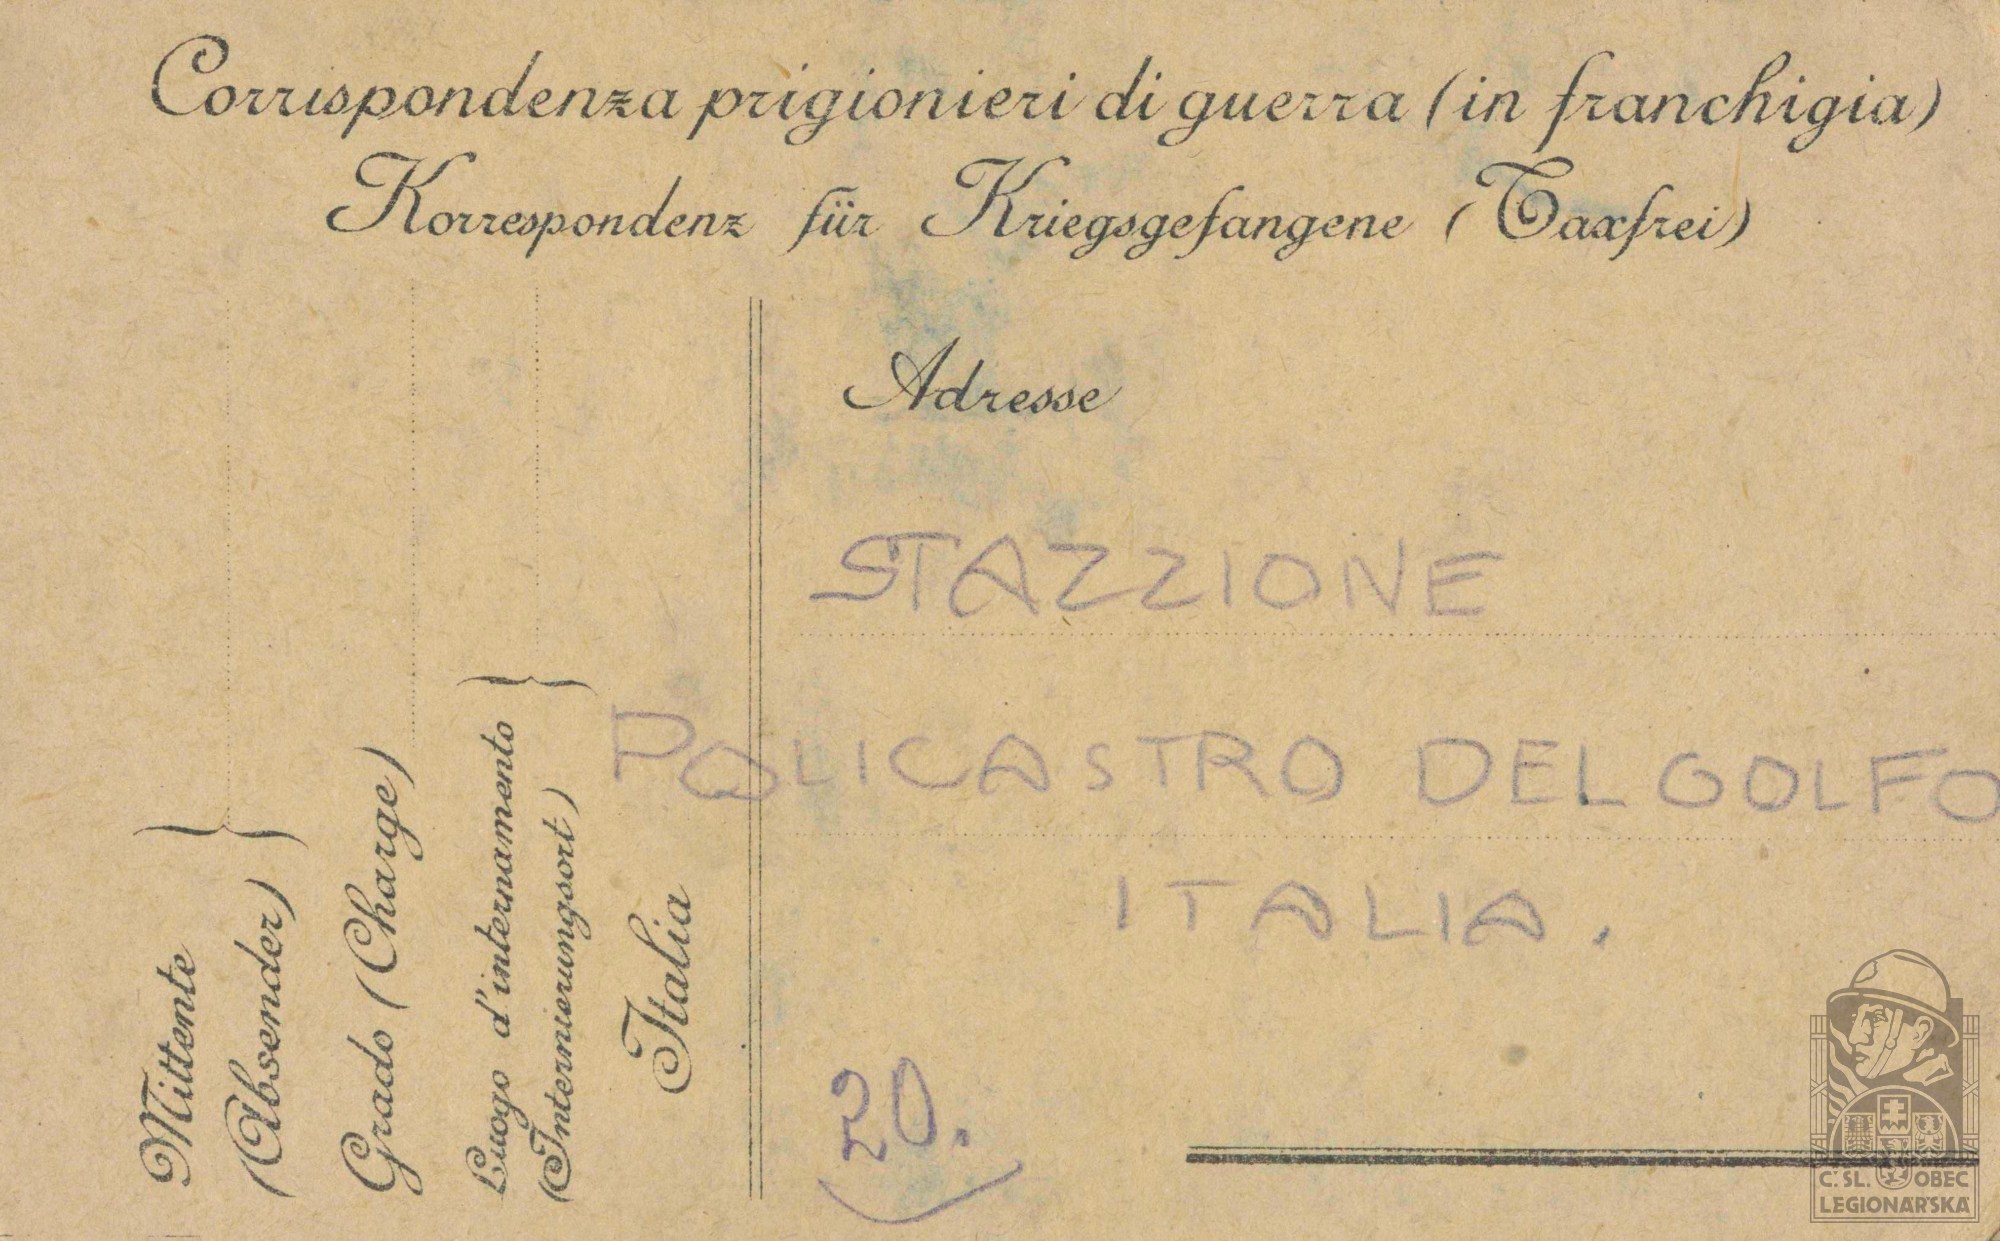 Corrispondenza prigionieri di guerra (in franchigia)
Korrespondenz für Kriegsgefangene (Taxfrei)
Mittente
(Absender)
Grado (Charge)
Luogo d'internamento
(Internierungsort)
Italia
Adresse
STAZZIONE
POLICASTRO DEL GOLFO
ITALIA.
20.
Č. SL. OBEC
LEGIONÁŘSKÁ